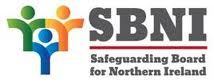 SBNI
Safeguarding Board
for Northern Ireland